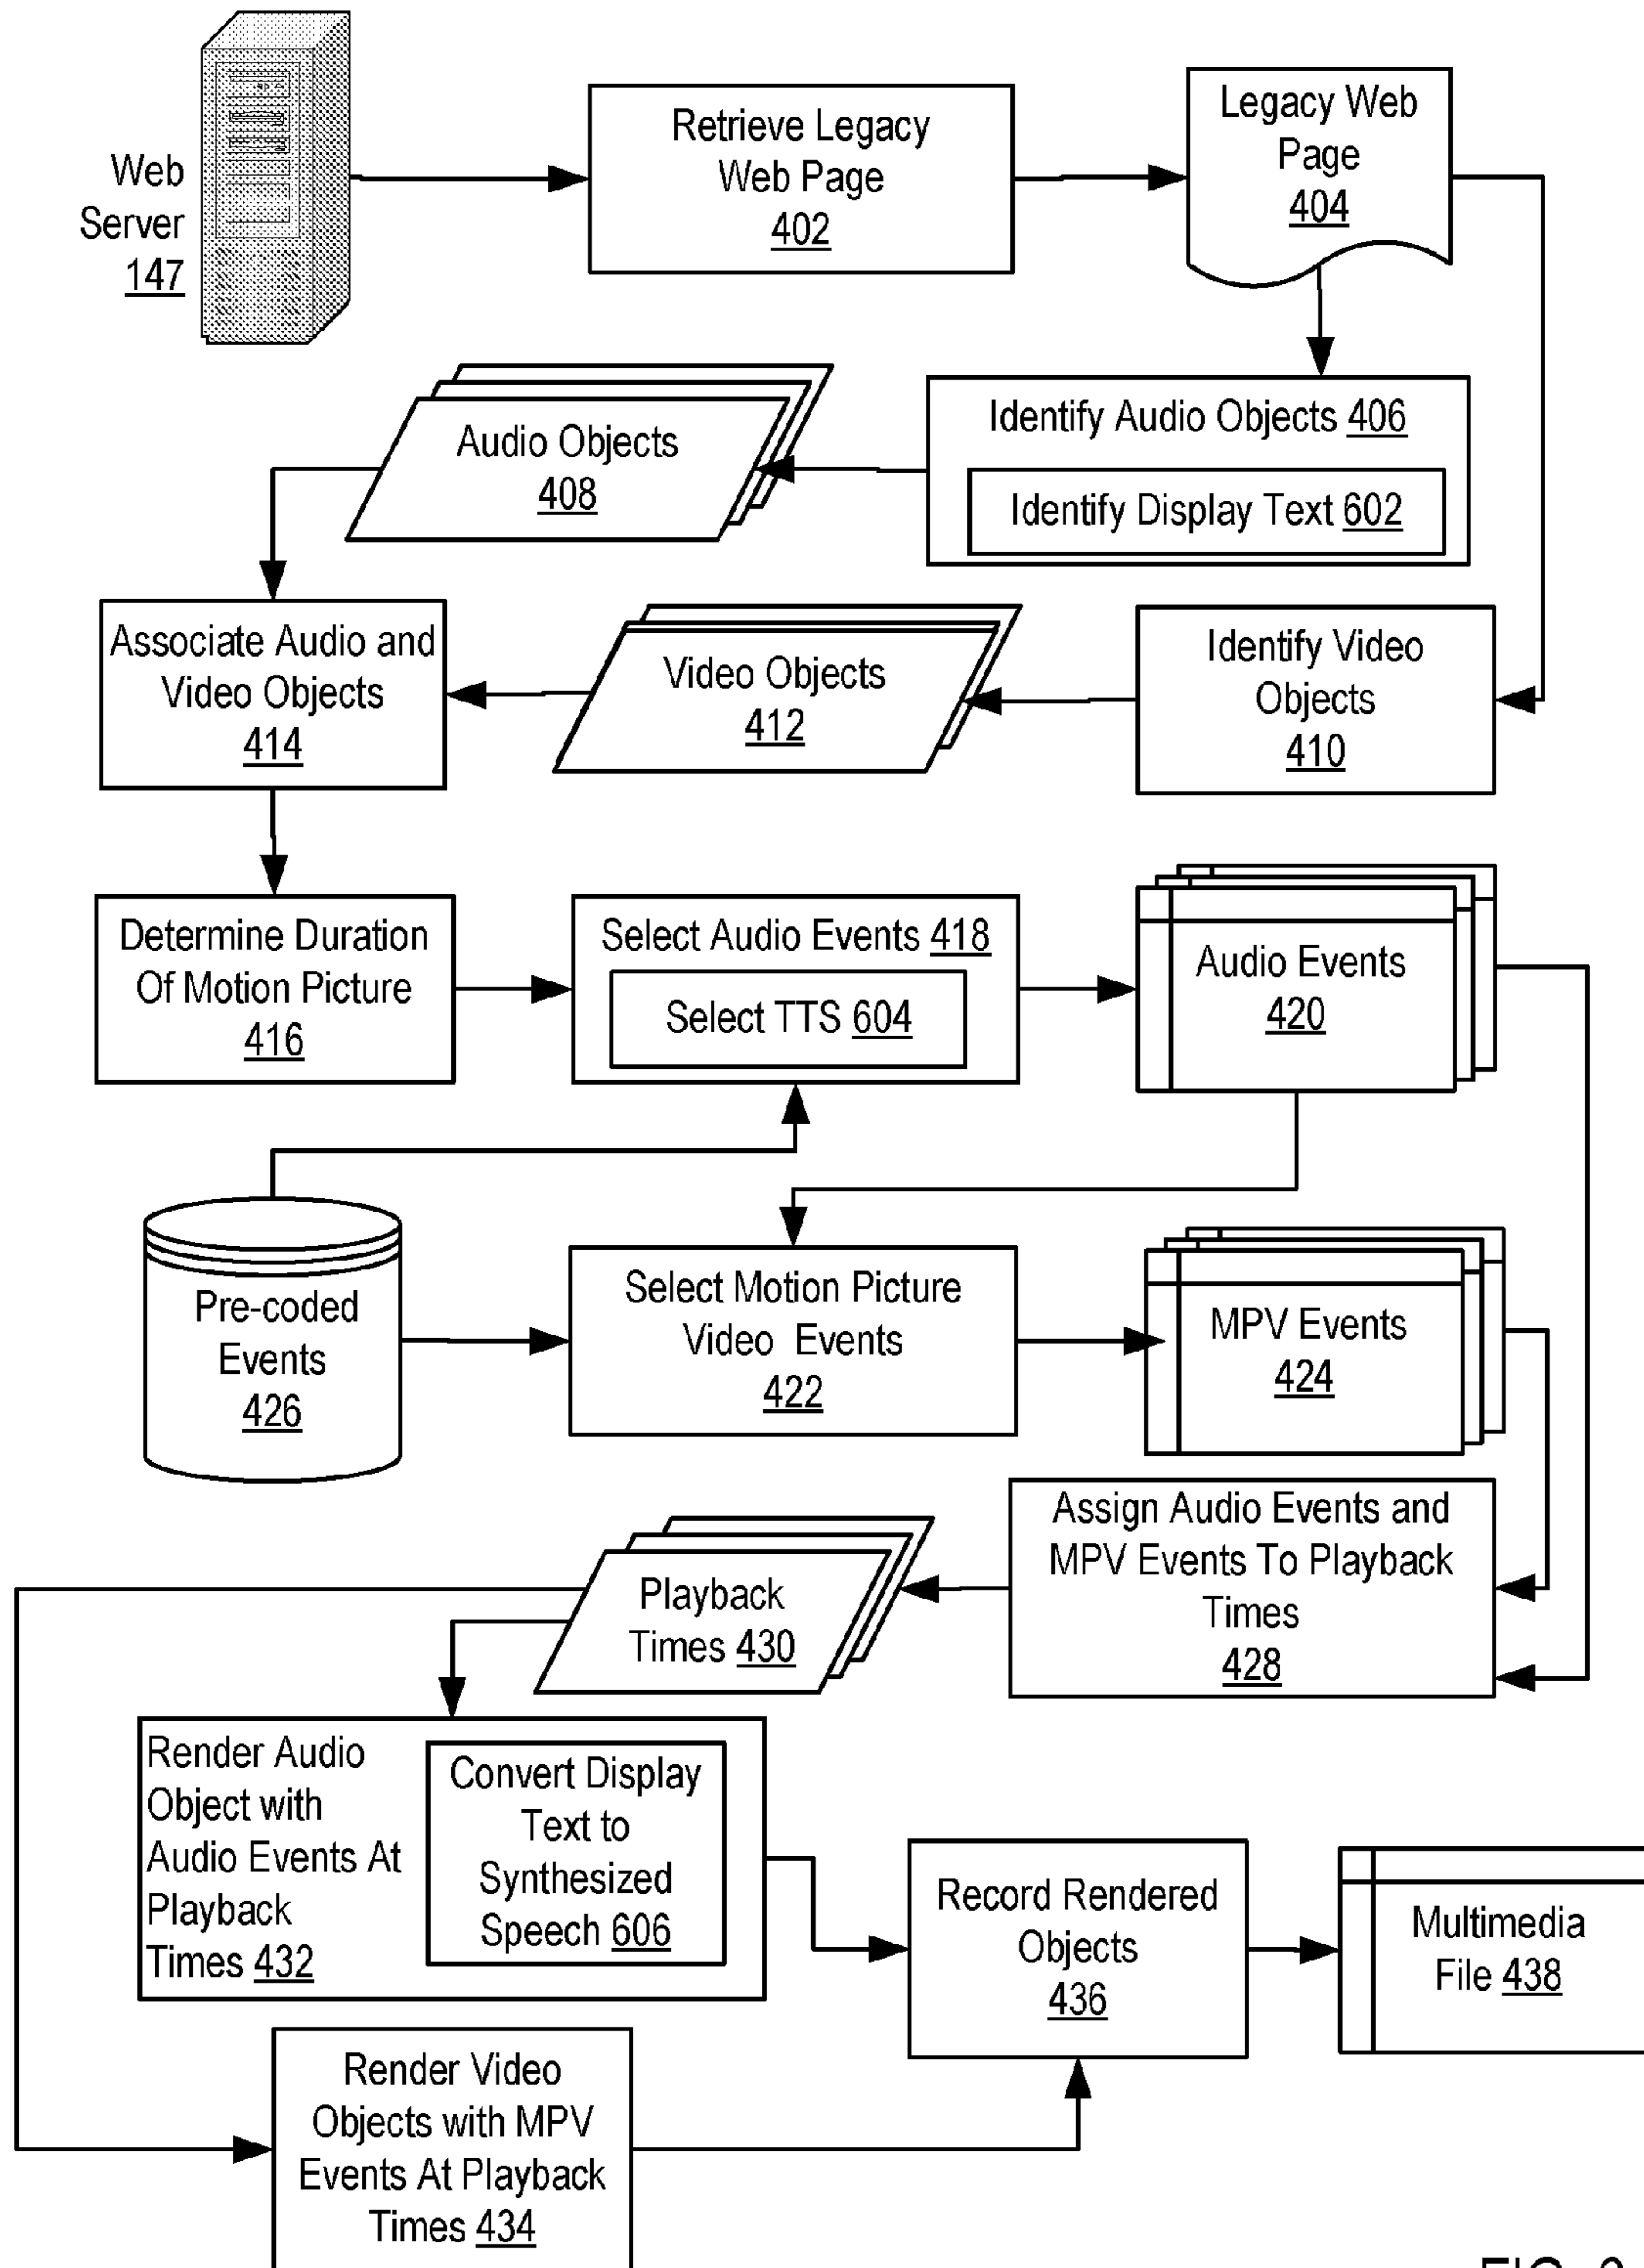 Web
Server
147
Retrieve Legacy
Web Page
402
Legacy Web
Page
404
Identify Audio Objects 406
Identify Display Text 602
Audio Objects
408
Associate Audio and
Video Objects
414
Video Objects
412
Identify Video
Objects
410
Determine Duration
Of Motion Picture
416
Select Audio Events 418
Select TTS 604
Audio Events
420
Pre-coded
Events
426
Select Motion Picture
Video Events
422
MPV Events
424
Assign Audio Events and
MPV Events To Playback
Times
428
Playback
Times 430
Render Audio
Object with
Audio Events At
Playback
Times 432
Convert Display
Text to
Synthesized
Speech 606
Record Rendered
Objects
436
Multimedia
File 438
Render Video
Objects with MPV
Events At Playback
Times 434